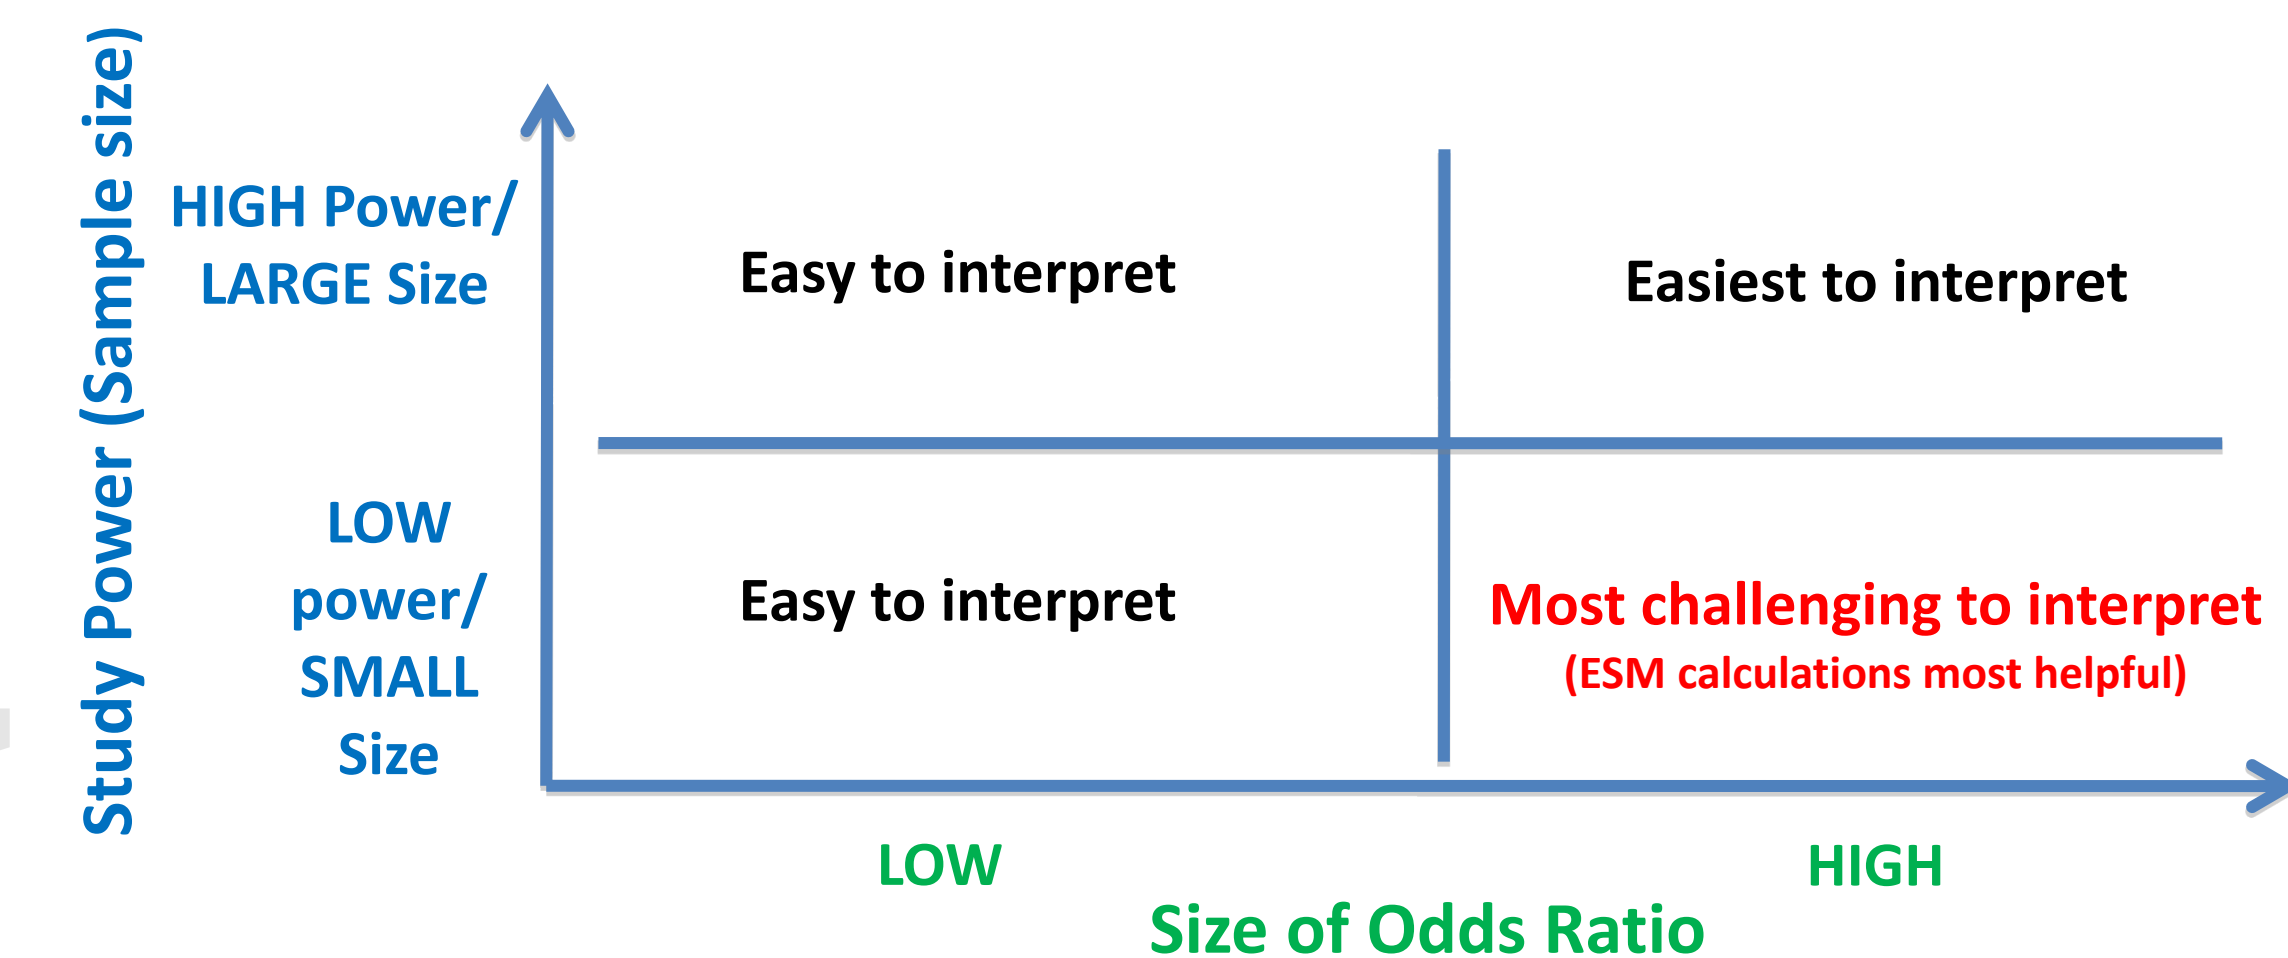 Study Power (Sample size)
HIGH Power/
LARGE Size
Easy to interpret
Easiest to interpret
LOW
power/
SMALL
Size
Easy to interpret
Most challenging to interpret
(ESM calculations most helpful)
LOW
HIGH
Size of Odds Ratio